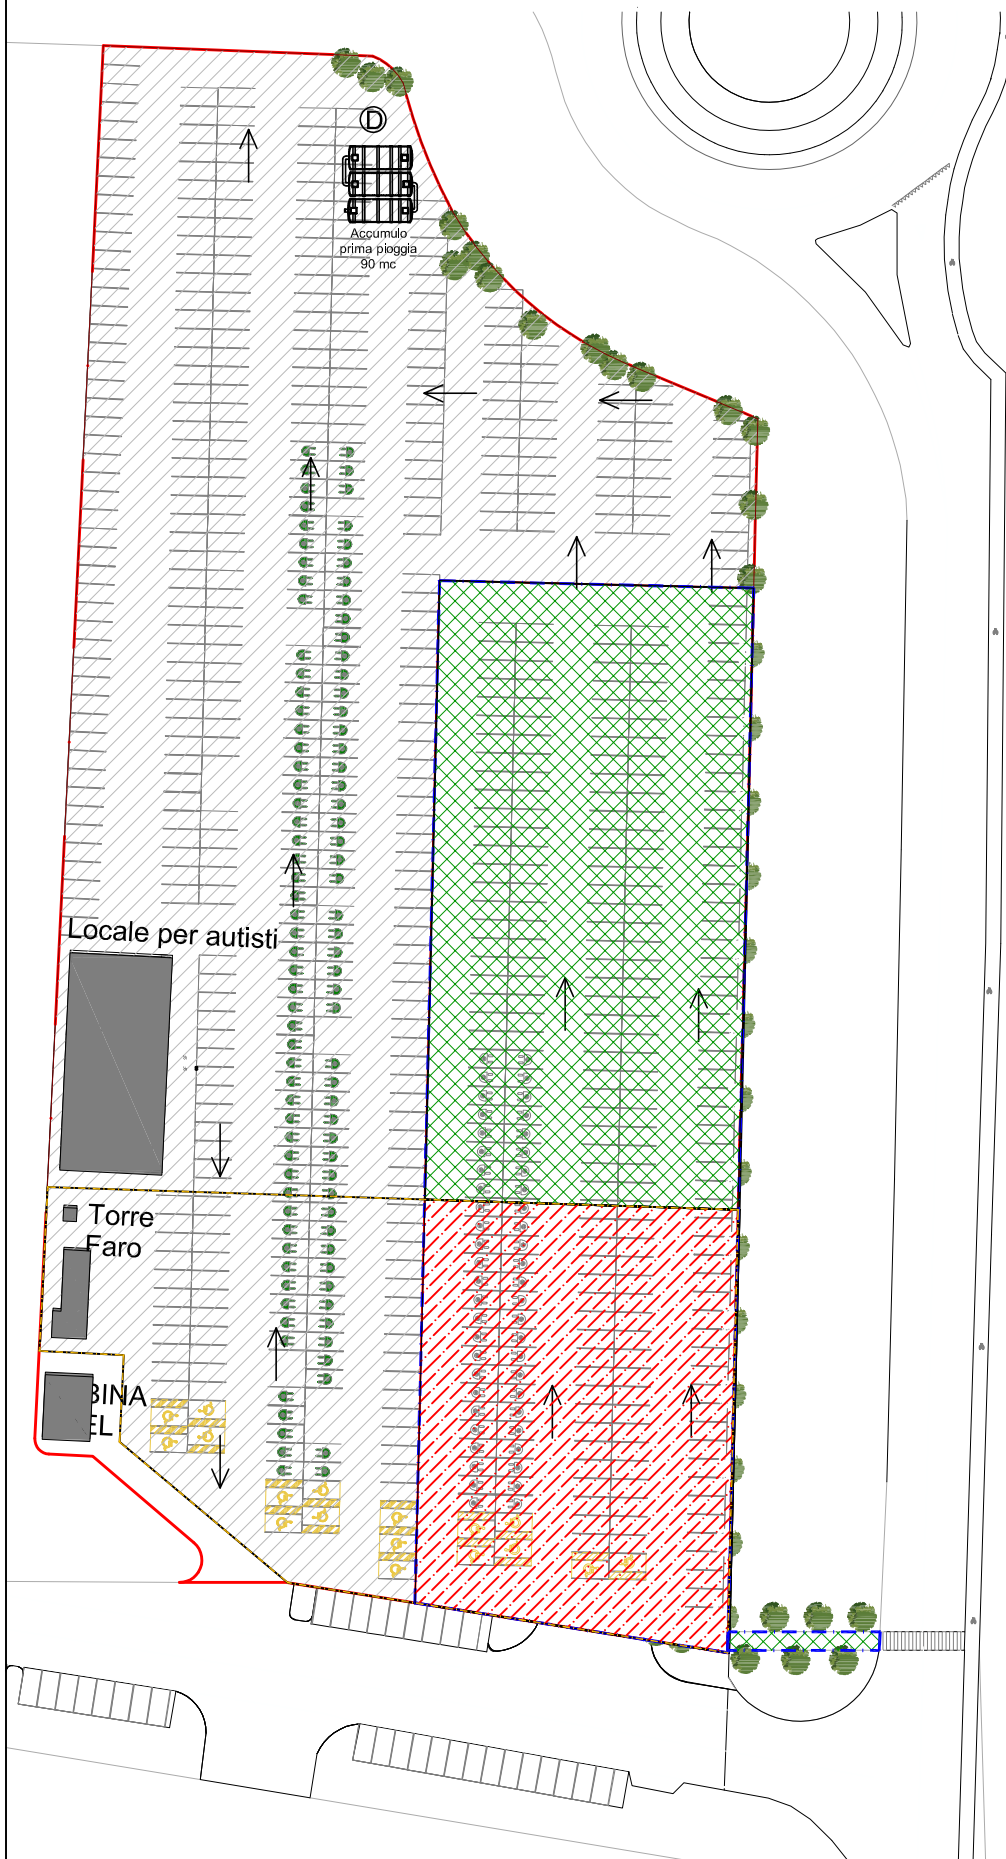 D
Accumulo
prima pioggia
90 mc
Locale per autisti
Torre
Faro
BINA
EL